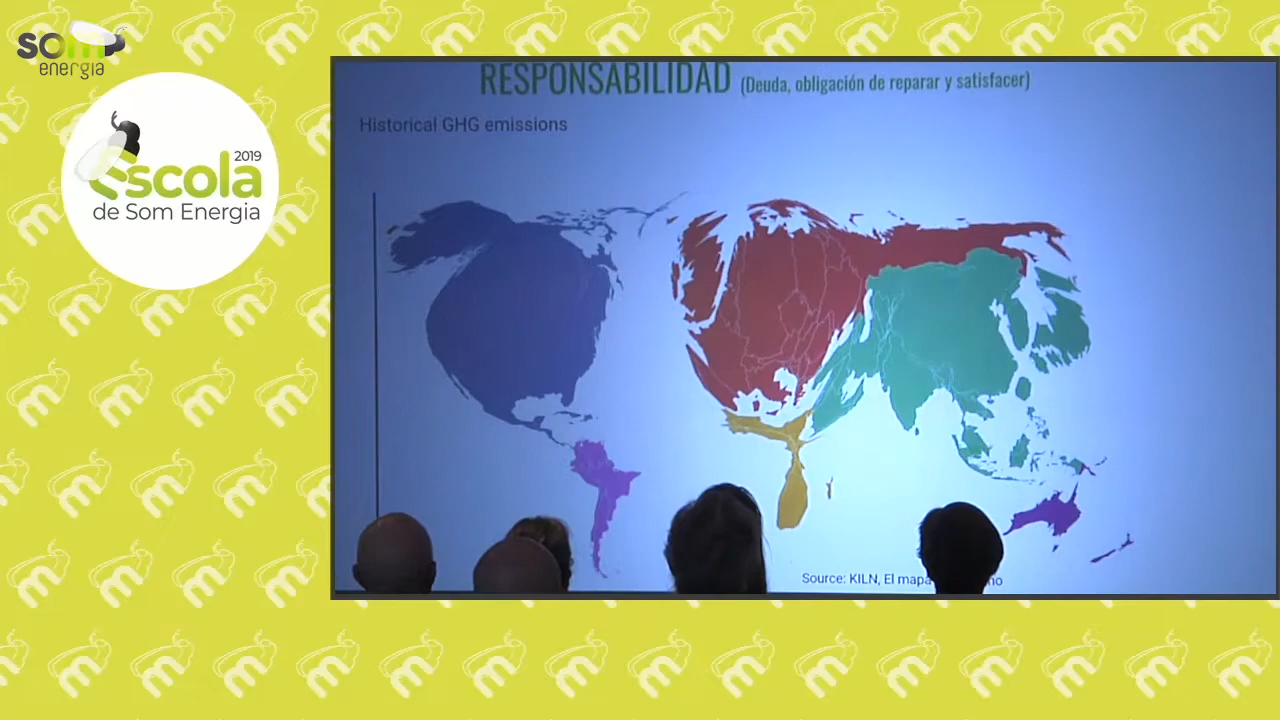 som
energia
2019
escola
de Som Energia
RESPONSABILIDAD (Deuda, obligación de reparar y satisfacer)
Historical GHG emissions
Source: KILN, El mapa